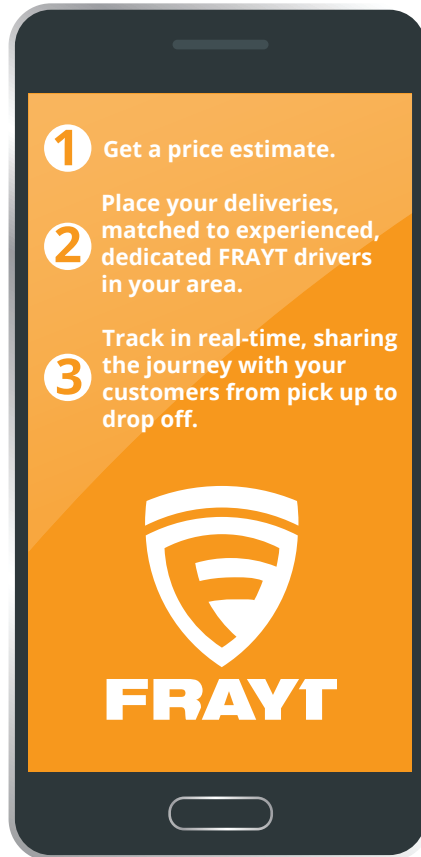 1 Get a price estimate.
Place your deliveries,
matched to experienced,
2 dedicated FRAYT drivers
in your area.
Track in real-time, sharing
the journey with your
3 customers from pick up to
drop off.
FRAYT